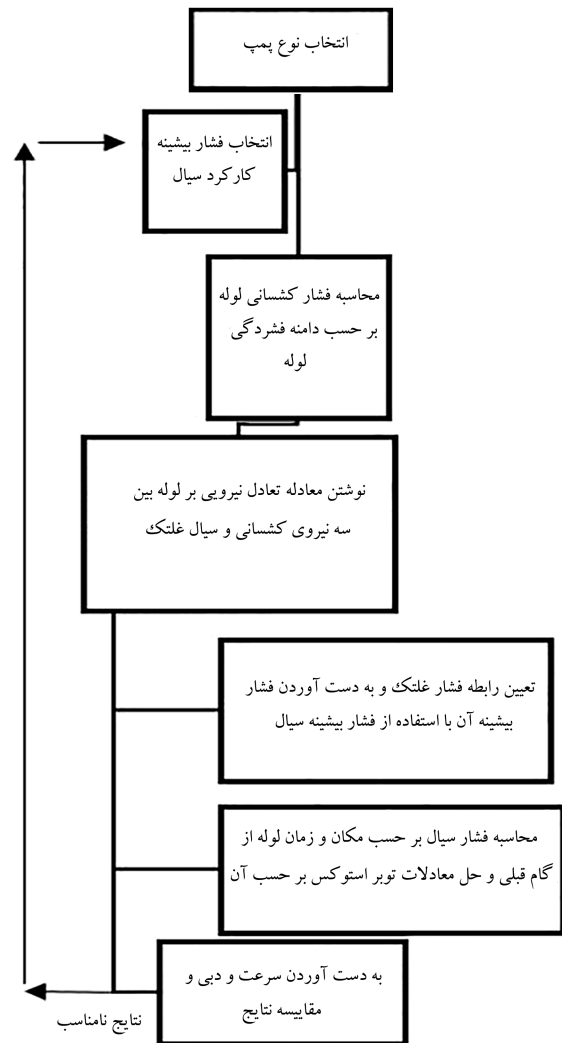 انتخاب نوع پمپ
انتخاب فشار بیشینه
کارکرد سیال
محاسبه فشار کشسانی لوله
بر حسب دامنه فشردگی
لوله
نوشتن معادله تعادل نیرویی بر لوله بین
سه نیروی کشسانی و سیال غلتک
تعیین رابطه فشار غلتک و به دست آوردن فشار
بیشینه آن با استفاده از فشار بیشینه سیال
محاسبه فشار سیال بر حسب مکان و زمان لوله از
گام قبلی و حل معادلات توبر استوکس بر حسب آن
به دست آوردن سرعت و دبی و
مقاییسه نتایج
نتایج نامناسب